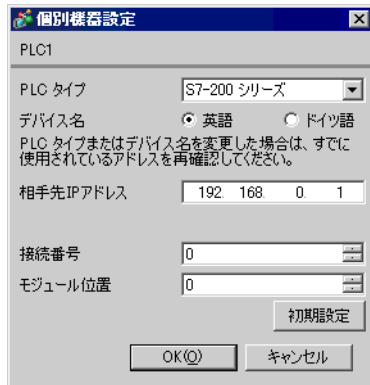 個別機器設定
PLC1
PLC タイプ S7-200 シリーズ
デバイス名 英語 ドイツ語
PLC タイプまたはデバイス名を変更した場合は、すでに
使用されているアドレスを再確認してください。
相手先IPアドレス 192. 168. 0. 1
接続番号 0
モジュール位置 0
初期設定
OK(O) キャンセル